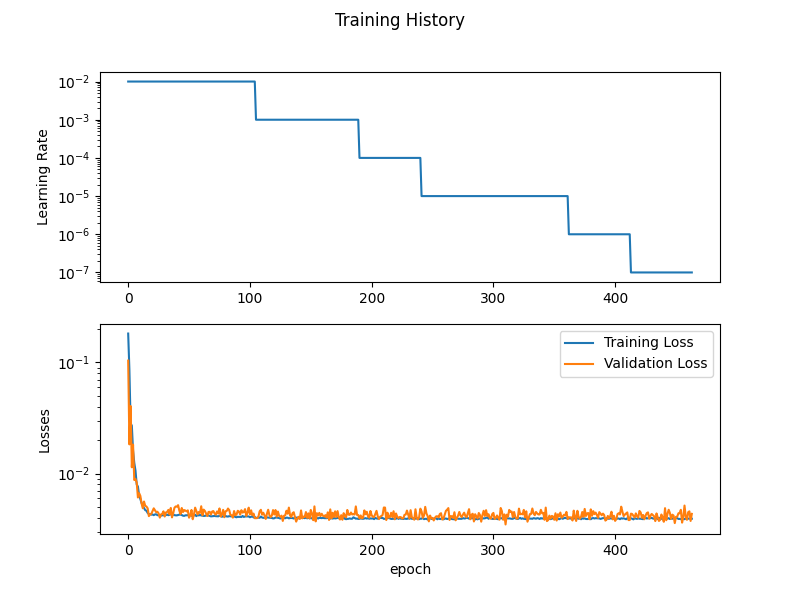 Training History
Learning Rate
10⁻²
10⁻³
10⁻⁴
10⁻⁵
10⁻⁶
10⁻⁷
0 100 200 300 400
Losses
10⁻¹
10⁻²
Training Loss
Validation Loss
0 100 200 300 400
epoch